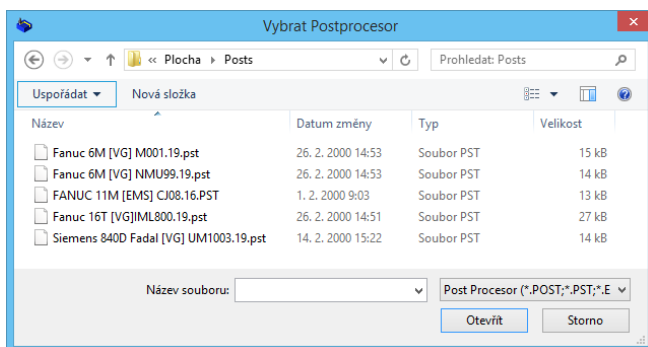 Vybrat Postprocesor
« Plocha Posts Prohledat: Posts
Uspořádat Nová složka
Název Datum změny Typ Velikost
Fanuc 6M [VG] M001.19.pst 26. 2. 2000 14:53 Soubor PST 15 kB
Fanuc 6M [VG] NMU99.19.pst 26. 2. 2000 14:53 Soubor PST 14 kB
FANUC 11M [EMS] CJ08.16.PST 1. 2. 2000 9:03 Soubor PST 13 kB
Fanuc 16T [VG]IML800.19.pst 26. 2. 2000 14:51 Soubor PST 27 kB
Siemens 840D Fadal [VG] UM1003.19.pst 14. 2. 2000 15:22 Soubor PST 14 kB
Název souboru: Post Procesor (*.POST;*.PST;*.E
Otevřít Storno